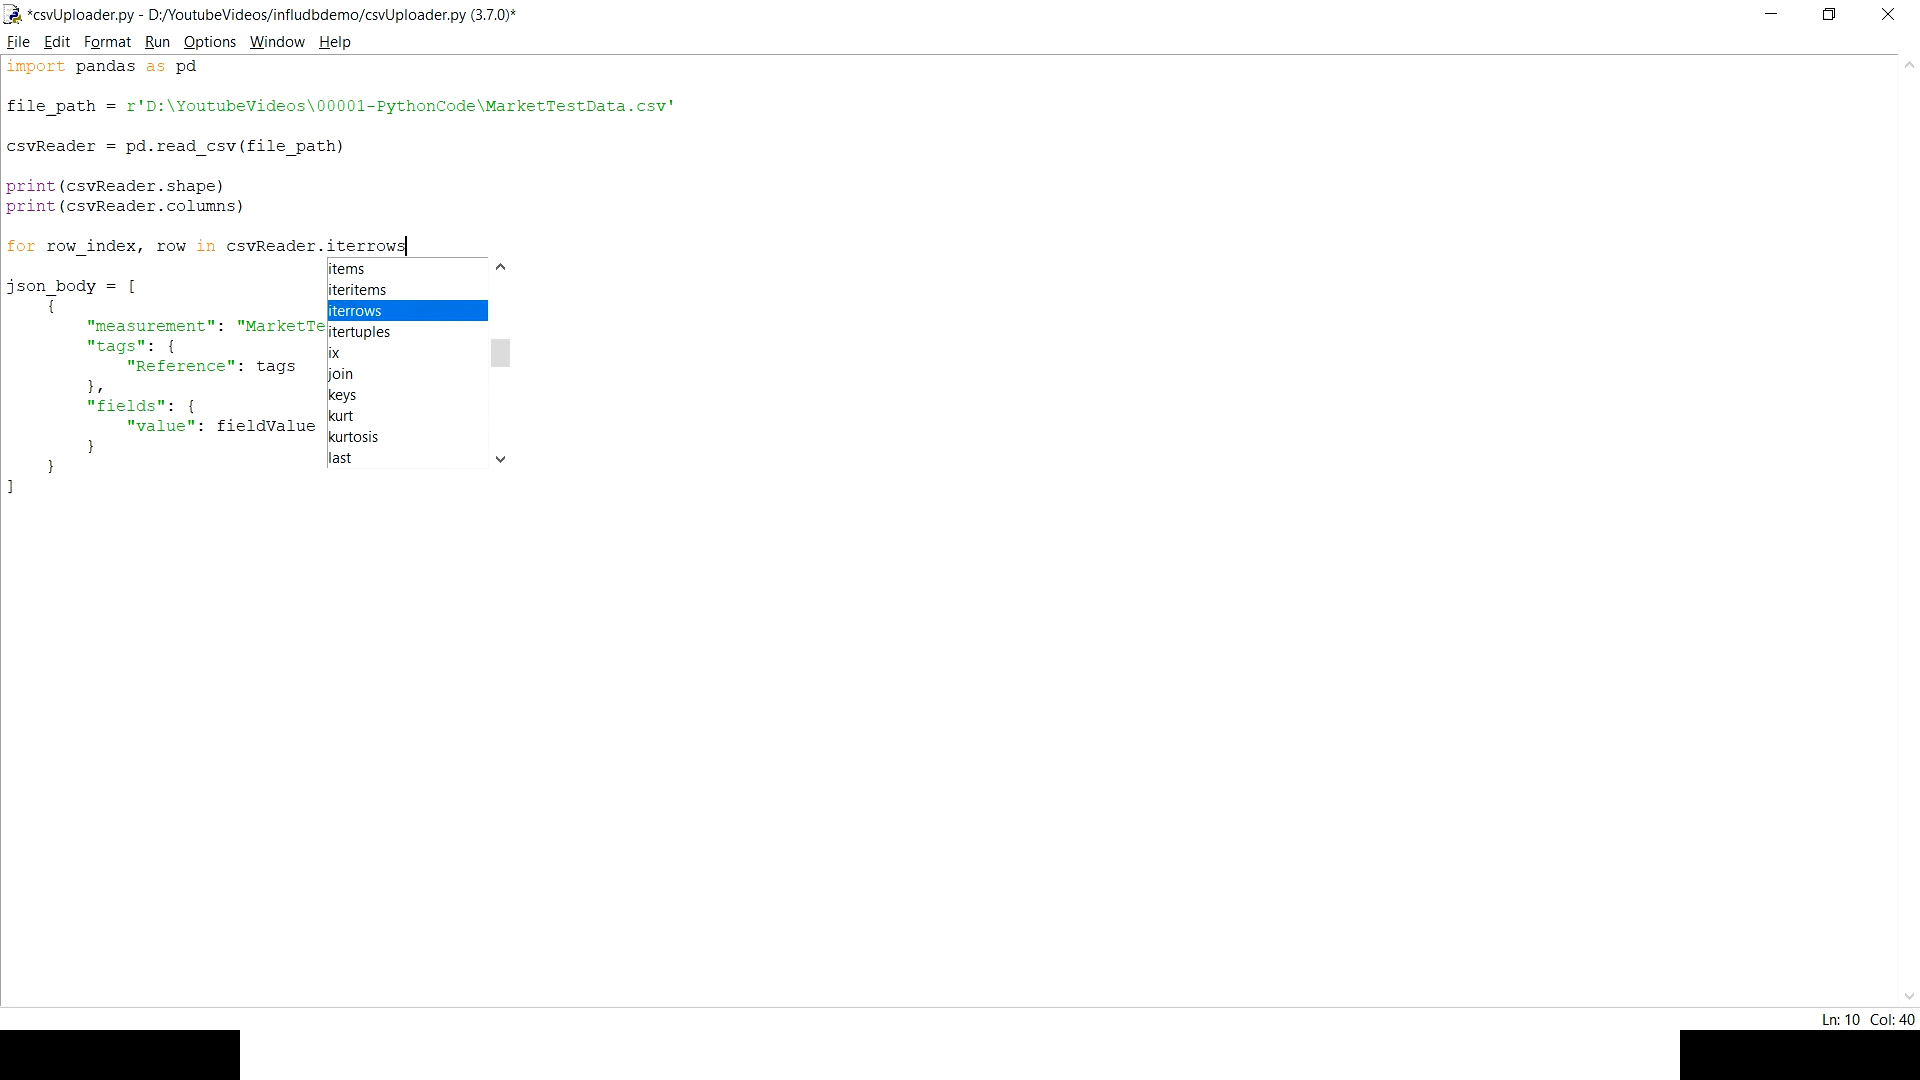 *csvUploader.py - D:/YoutubeVideos/infludbdemo/csvUploader.py (3.7.0)*
File Edit Format Run Options Window Help
import pandas as pd
file_path = r'D:\YoutubeVideos\00001-PythonCode\MarketTestData.csv'
csvReader = pd.read_csv(file_path)
print(csvReader.shape)
print(csvReader.columns)
for row_index, row in csvReader.iterrows
json_body = [
{
"measurement": "MarketTe
"tags": {
"Reference": tags
},
"fields": {
"value": fieldValue
}
}
]
items
iteritems
iterrows
itertuples
ix
join
keys
kurt
kurtosis
last
Ln: 10 Col: 40